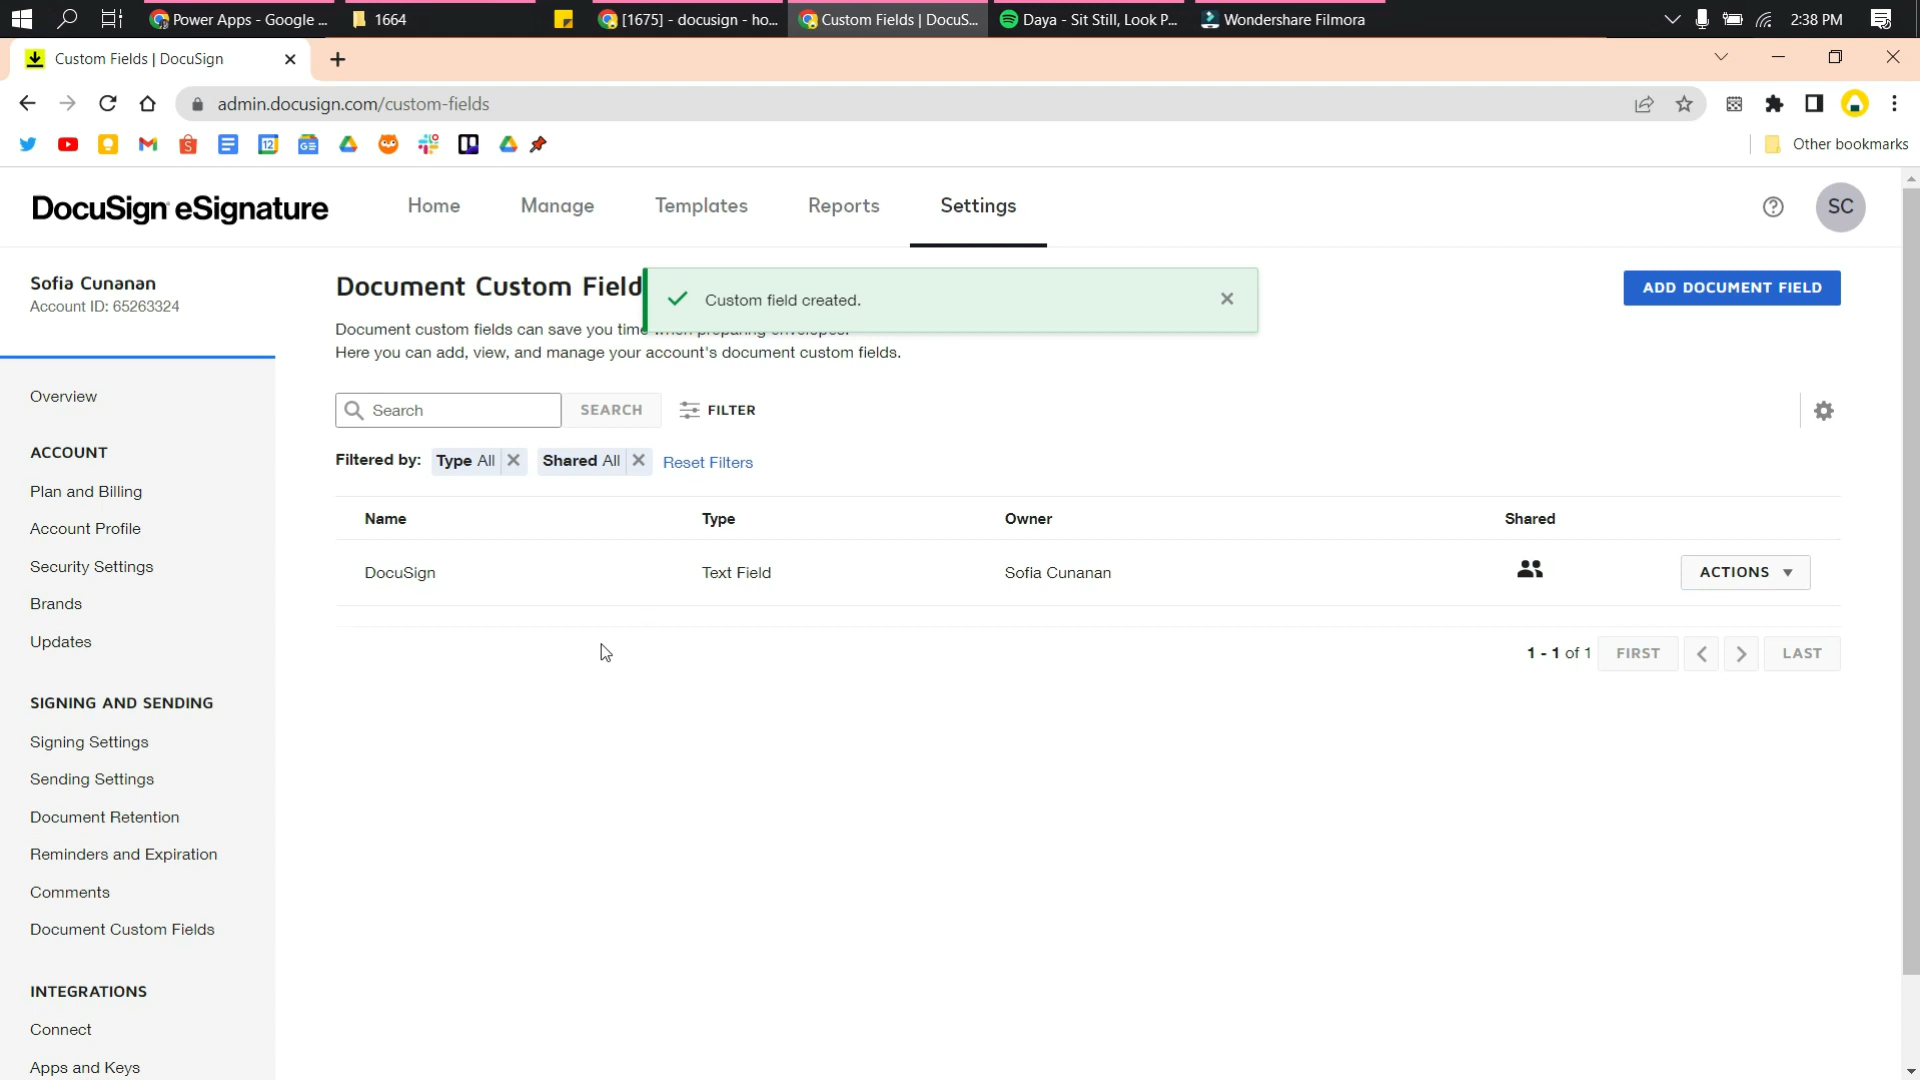 Power Apps - Google ...
1664
[1675] - docusign - ho...
Custom Fields | DocuS...
Daya - Sit Still, Look P...
Wondershare Filmora
2:38 PM
Custom Fields | DocuSign
admin.docusign.com/custom-fields
Other bookmarks
DocuSign eSignature
Home
Manage
Templates
Reports
Settings
SC
Sofia Cunanan
Account ID: 65263324
Overview
ACCOUNT
Plan and Billing
Account Profile
Security Settings
Brands
Updates
SIGNING AND SENDING
Signing Settings
Sending Settings
Document Retention
Reminders and Expiration
Comments
Document Custom Fields
INTEGRATIONS
Connect
Apps and Keys
Document Custom Field
Custom field created.
ADD DOCUMENT FIELD
Document custom fields can save you time when preparing envelopes.
Here you can add, view, and manage your account's document custom fields.
Search
SEARCH
FILTER
Filtered by: Type All Shared All Reset Filters
Name Type Owner Shared
DocuSign Text Field Sofia Cunanan ACTIONS
1 - 1 of 1 FIRST LAST